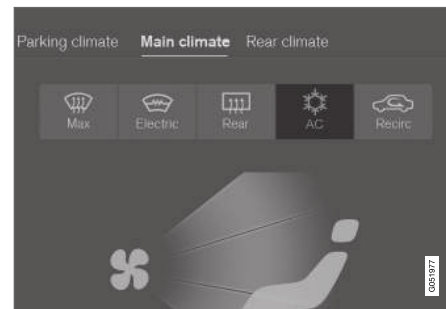 Parking climate Main climate Rear climate
Max Electric Rear AC Recirc
G051977